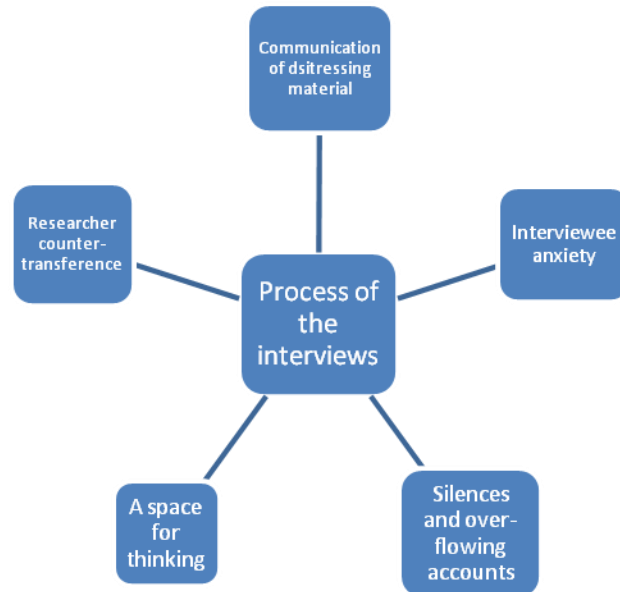 Communication
of dsitressing
material
Researcher
counter-
transference
Interviewee
anxiety
Process of
the
interviews
A space
for
thinking
Silences
and over-
flowing
accounts